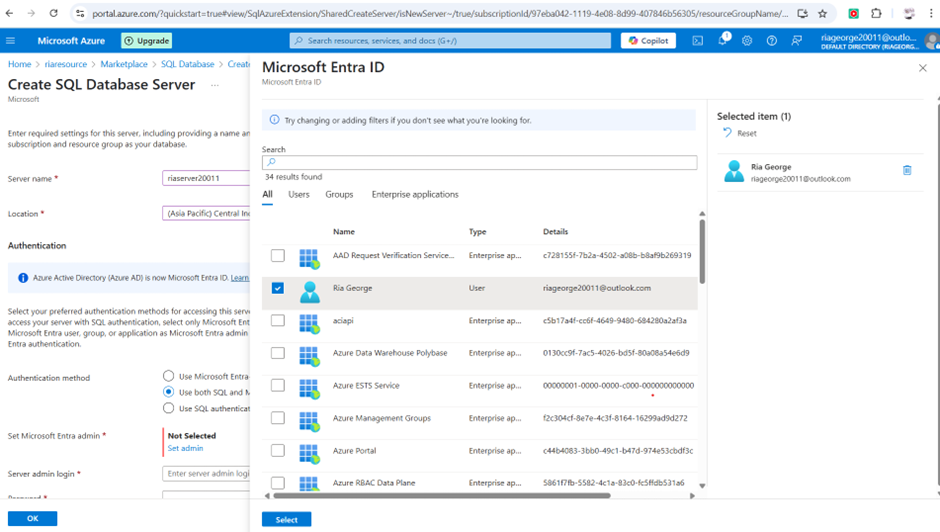 portal.azure.com/?quickstart=true#view/SqlAzureExtension/SharedCreateServer/isNewServer~/true/subscriptionId/97eba042-1119-4e08-8d99-407846b56305/resourceGroupName/...
Microsoft Azure
Upgrade
Search resources, services, and docs (G+/)
Copilot
1
riageorge20011@outlo...
DEFAULT DIRECTORY (RIAGEORG...
Home > riaresource > Marketplace > SQL Database > Create
Create SQL Database Server ...
Microsoft
Enter required settings for this server, including providing a name an
subscription and resource group as your database.
Server name *
riaserver20011
Location *
(Asia Pacific) Central Ind
Authentication
Azure Active Directory (Azure AD) is now Microsoft Entra ID. Learn
Select your preferred authentication methods for accessing this serve
access your server with SQL authentication, select only Microsoft Ent
Microsoft Entra user, group, or application as Microsoft Entra admin
Entra authentication.
Authentication method
Use Microsoft Entra-
Use both SQL and M
Use SQL authenticat
Set Microsoft Entra admin *
Not Selected
Set admin
Server admin login *
Enter server admin logi
Password *
OK
Microsoft Entra ID
Microsoft Entra ID
Try changing or adding filters if you don't see what you're looking for.
Search
34 results found
All Users Groups Enterprise applications
Name Type Details
AAD Request Verification Service... Enterprise ap... c728155f-7b2a-4502-a08b-b8af9b269319
Ria George User riageorge20011@outlook.com
aciapi Enterprise ap... c5b17a4f-cc6f-4649-9480-684280a2af3a
Azure Data Warehouse Polybase Enterprise ap... 0130cc9f-7ac5-4026-bd5f-80a08a54e6d9
Azure ESTS Service Enterprise ap... 00000001-0000-0000-c000-000000000000
Azure Management Groups Enterprise ap... f2c304cf-8e7e-4c3f-8164-16299ad9d272
Azure Portal Enterprise ap... c44b4083-3bb0-49c1-b47d-974e53cbdf3c
Azure RBAC Data Plane Enterprise ap... 5861f7fb-5582-4c1a-83c0-fc5ffdb531a6
Select
Selected item (1)
Reset
Ria George
riageorge20011@outlook.com